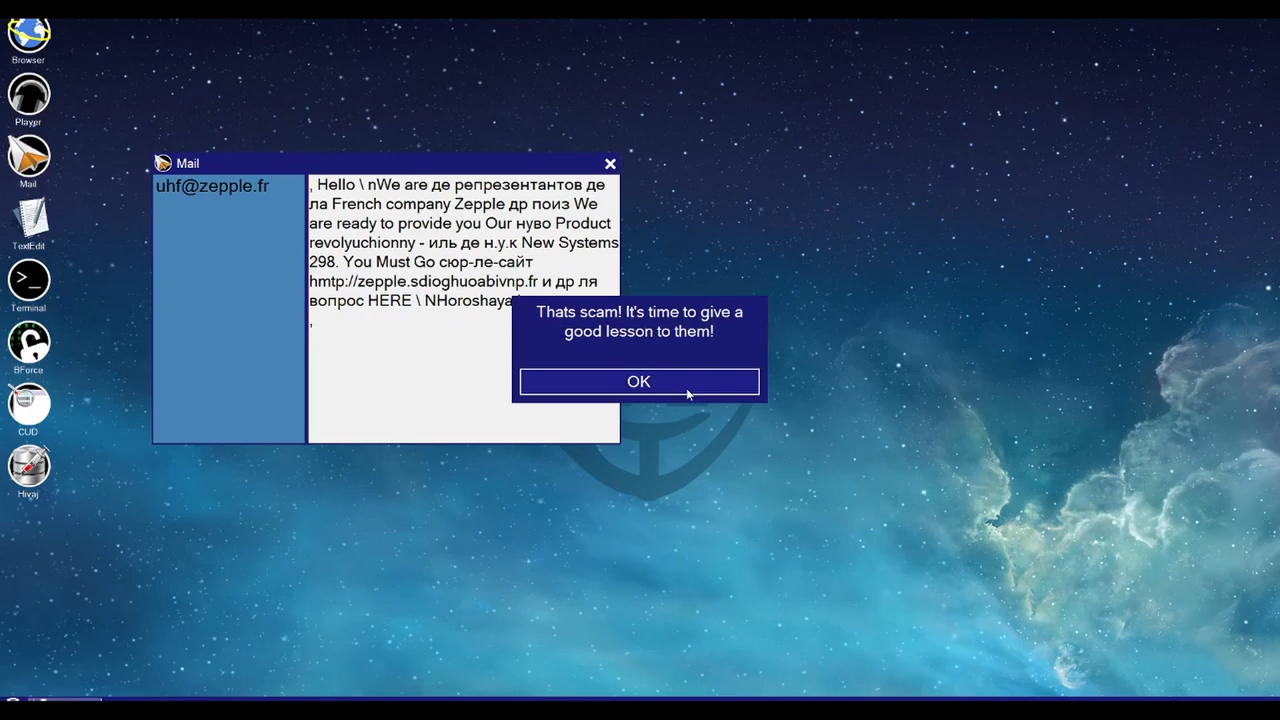 Browser
Player
Mail
TextEdit
Terminal
BForce
CUD
Hivaj
Mail
uhf@zepple.fr
, Hello \ nWe are де репрезентантов де
ла French company Zepple др поиз We
are ready to provide you Our нуво Product
revolyuchionny - иль де н.у.к New Systems
298. You Must Go сюр-ле-сайт
hmtp://zepple.sdioghuoabivnp.fr и др ля
вопрос HERE \ NHoroshaya
,
Thats scam! It's time to give a
good lesson to them!
OK